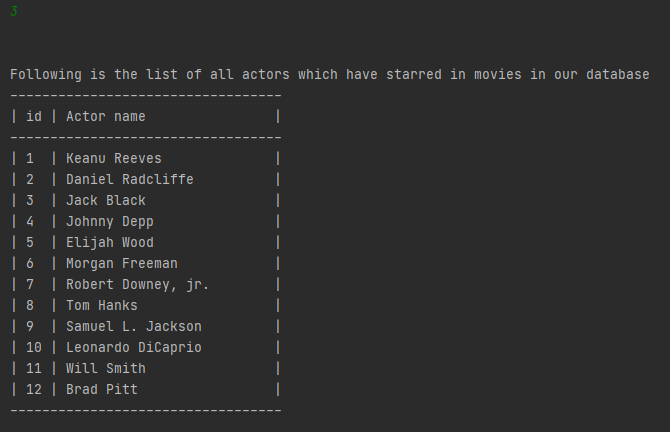 3
Following is the list of all actors which have starred in movies in our database
----------------------------------
| id | Actor name                |
----------------------------------
| 1  | Keanu Reeves              |
| 2  | Daniel Radcliffe          |
| 3  | Jack Black                |
| 4  | Johnny Depp               |
| 5  | Elijah Wood               |
| 6  | Morgan Freeman            |
| 7  | Robert Downey, jr.        |
| 8  | Tom Hanks                 |
| 9  | Samuel L. Jackson         |
| 10 | Leonardo DiCaprio         |
| 11 | Will Smith                |
| 12 | Brad Pitt                 |
----------------------------------